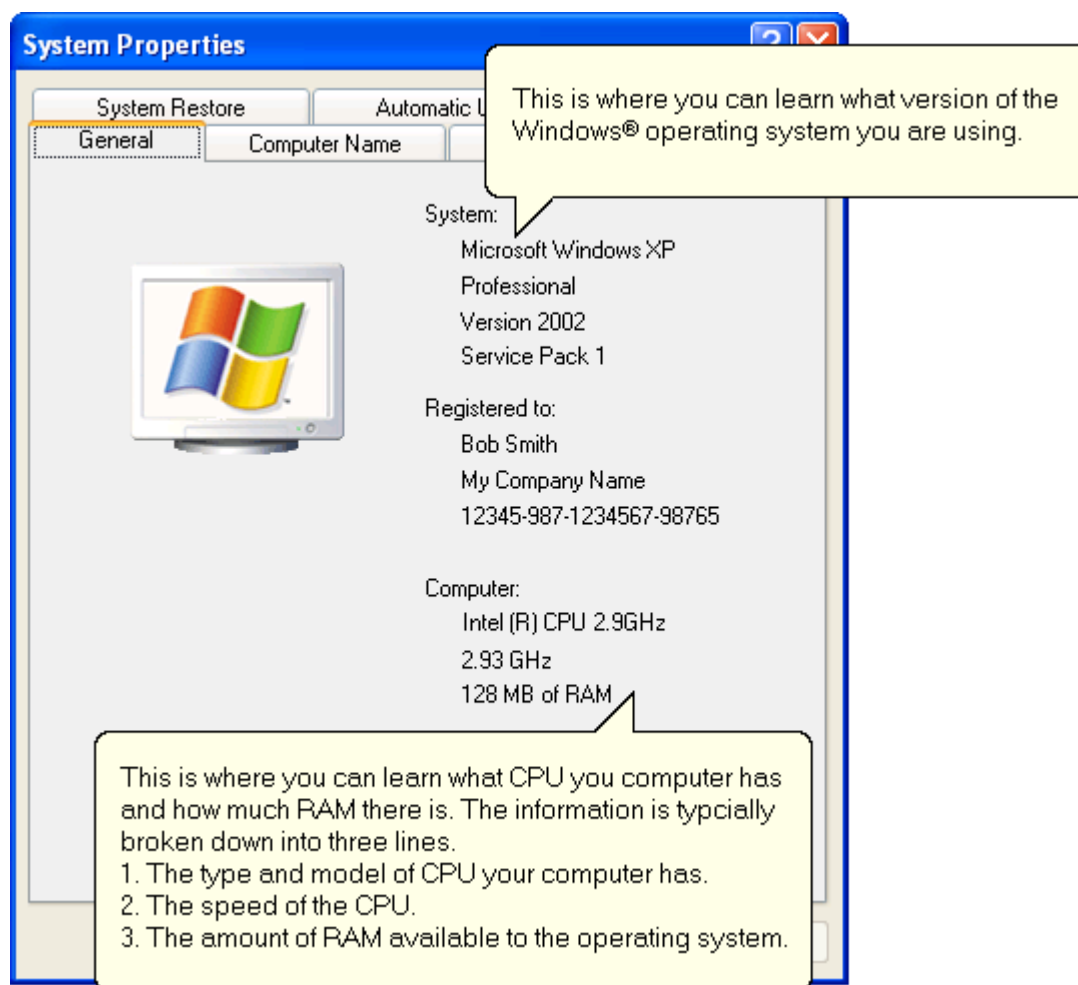 System Properties
System Restore
Automatic
General
Computer Name
This is where you can learn what version of the
Windows® operating system you are using.
System:
Microsoft Windows XP
Professional
Version 2002
Service Pack 1
Registered to:
Bob Smith
My Company Name
12345-987-1234567-98765
Computer:
Intel (R) CPU 2.9GHz
2.93 GHz
128 MB of RAM
This is where you can learn what CPU you computer has
and how much RAM there is. The information is typcially
broken down into three lines.
1. The type and model of CPU your computer has.
2. The speed of the CPU.
3. The amount of RAM available to the operating system.